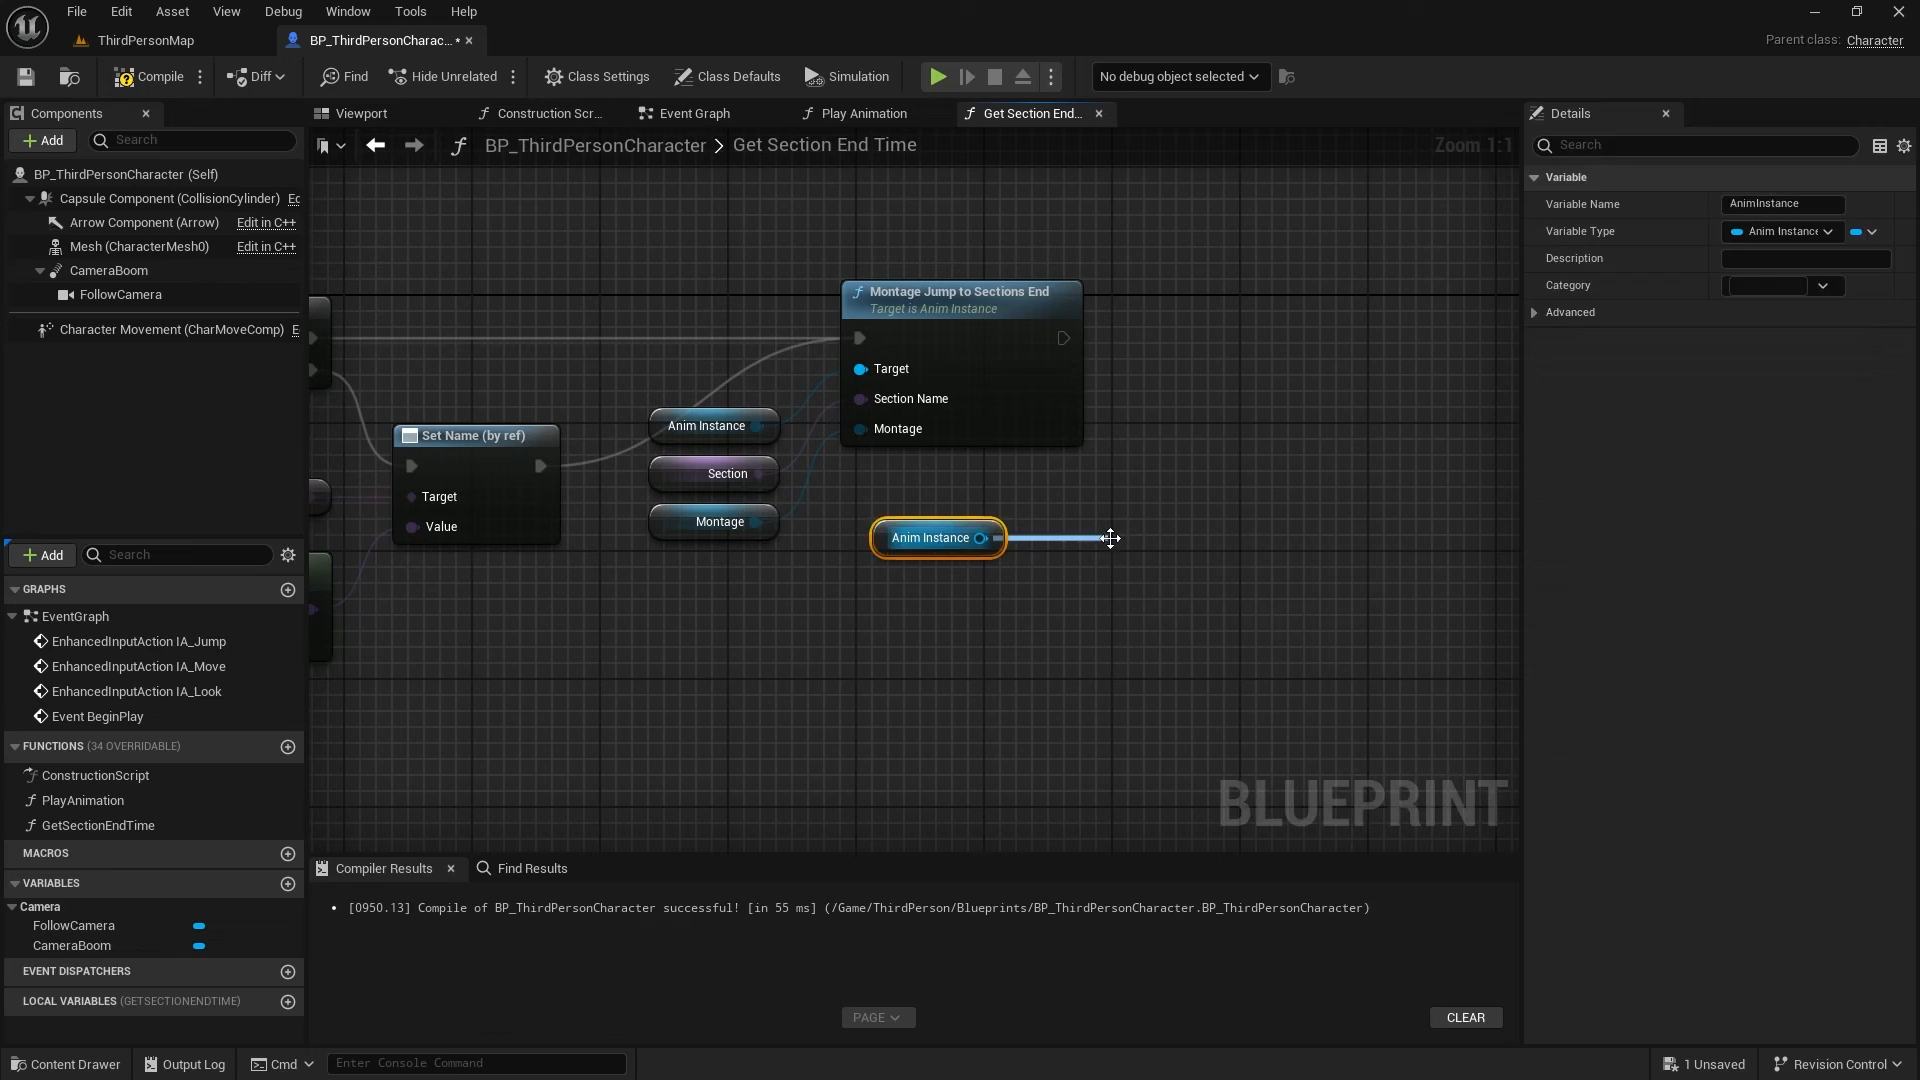 File Edit Asset View Debug Window Tools Help
ThirdPersonMap
BP_ThirdPersonCharac... *
Parent class: Character
Compile
Diff
Find
Hide Unrelated
Class Settings
Class Defaults
Simulation
No debug object selected
Components
Add
Search
BP_ThirdPersonCharacter (Self)
Capsule Component (CollisionCylinder)
Arrow Component (Arrow) Edit in C++
Mesh (CharacterMesh0) Edit in C++
CameraBoom
FollowCamera
Character Movement (CharMoveComp)
Add
Search
GRAPHS
EventGraph
EnhancedInputAction IA_Jump
EnhancedInputAction IA_Move
EnhancedInputAction IA_Look
Event BeginPlay
FUNCTIONS (34 OVERRIDABLE)
ConstructionScript
PlayAnimation
GetSectionEndTime
MACROS
VARIABLES
Camera
FollowCamera
CameraBoom
EVENT DISPATCHERS
LOCAL VARIABLES (GETSECTIONENDTIME)
Viewport
Construction Scr...
Event Graph
Play Animation
Get Section End...
BP_ThirdPersonCharacter > Get Section End Time
Zoom 1:1
Set Name (by ref)
Target
Value
Anim Instance
Section
Montage
Montage Jump to Sections End
Target is Anim Instance
Target
Section Name
Montage
Anim Instance
BLUEPRINT
Compiler Results
Find Results
[0950.13] Compile of BP_ThirdPersonCharacter successful! [in 55 ms] (/Game/ThirdPerson/Blueprints/BP_ThirdPersonCharacter.BP_ThirdPersonCharacter)
PAGE
CLEAR
Details
Search
Variable
Variable Name AnimInstance
Variable Type Anim Instance
Description
Category
Advanced
Content Drawer
Output Log
Cmd
Enter Console Command
1 Unsaved
Revision Control